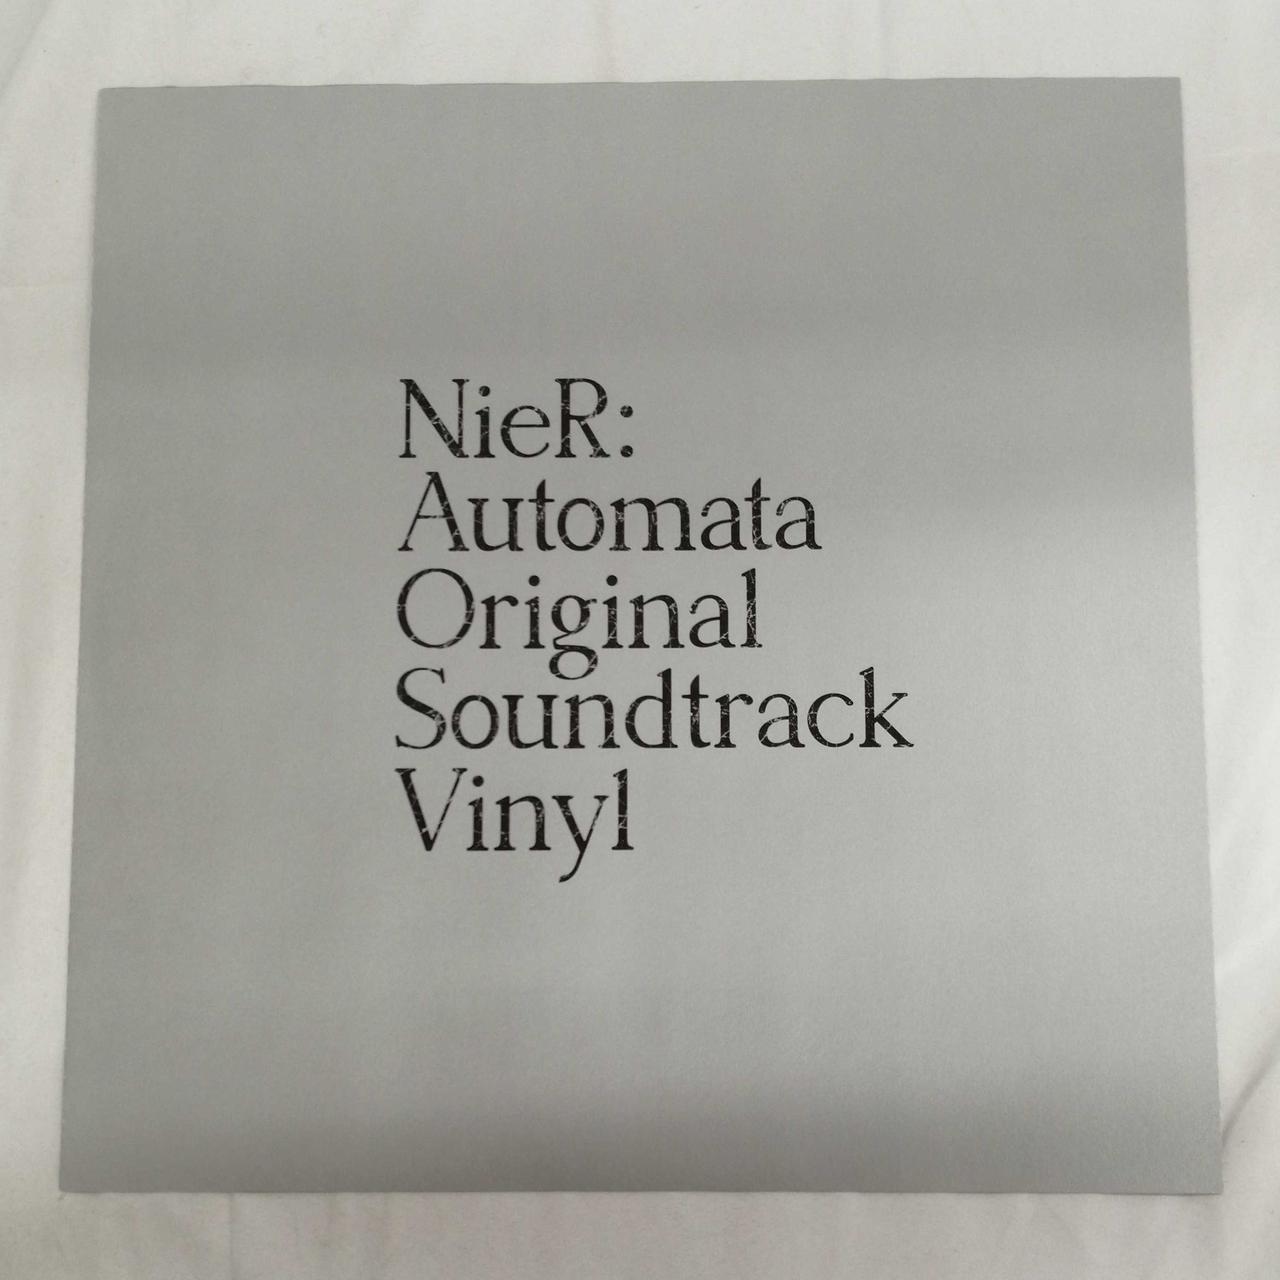 NieR:
Automata
Original
Soundtrack
Vinyl